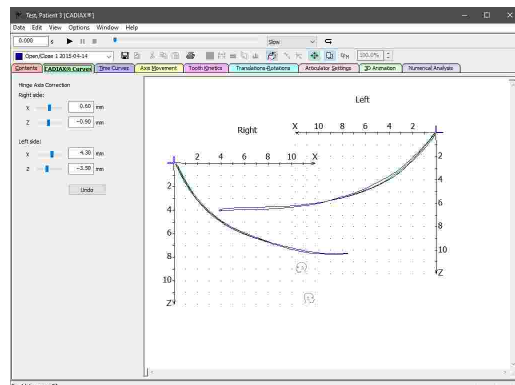 Test, Patient 3 [CADIAX®]
Data Edit View Options Window Help
0.000 s Slow
Open/Close 1 2015-04-14 100.0%
Contents CADIAX® Curves Time Curves Axis Movement Tooth Kinetics Translations-Rotations Articulator Settings 3D Animation Numerical Analysis
Hinge Axis Correction
Right side:
X 0.60 mm
Z -0.90 mm
Left side:
X 4.30 mm
Z -3.50 mm
Undo
Left
Right
X 10 8 6 4 2
2 4 6 8 10 X
2
4
6
8
10
Z
2
4
6
8
10
Z